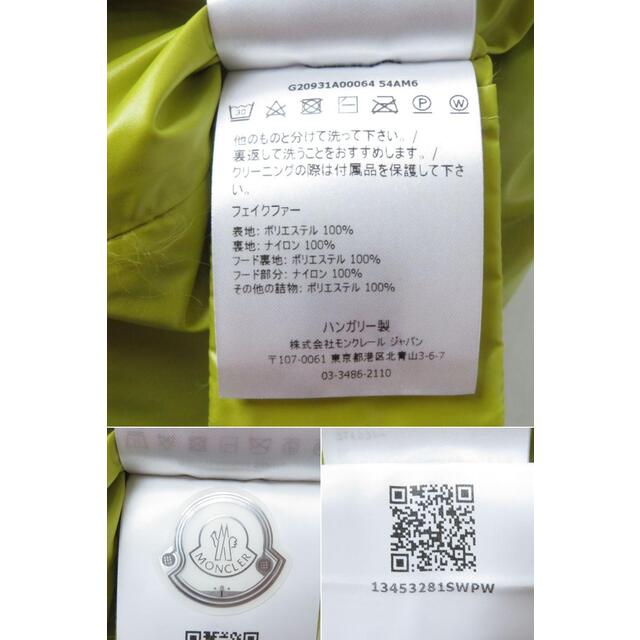 G20931A00064 54AM6
他のものと分けて洗って下さい。/
裏返して洗うことをおすすめします。/
クリーニングの際は付属品を保護して下さ
い。
フェイクファー
表地: ポリエステル 100%
裏地: ナイロン 100%
フード裏地: ポリエステル 100%
フード部分: ナイロン 100%
その他の詰物: ポリエステル 100%
ハンガリー製
株式会社モンクレール ジャパン
〒107-0061 東京都港区北青山3-6-7
03-3486-2110
MONCLER
13453281SWPW